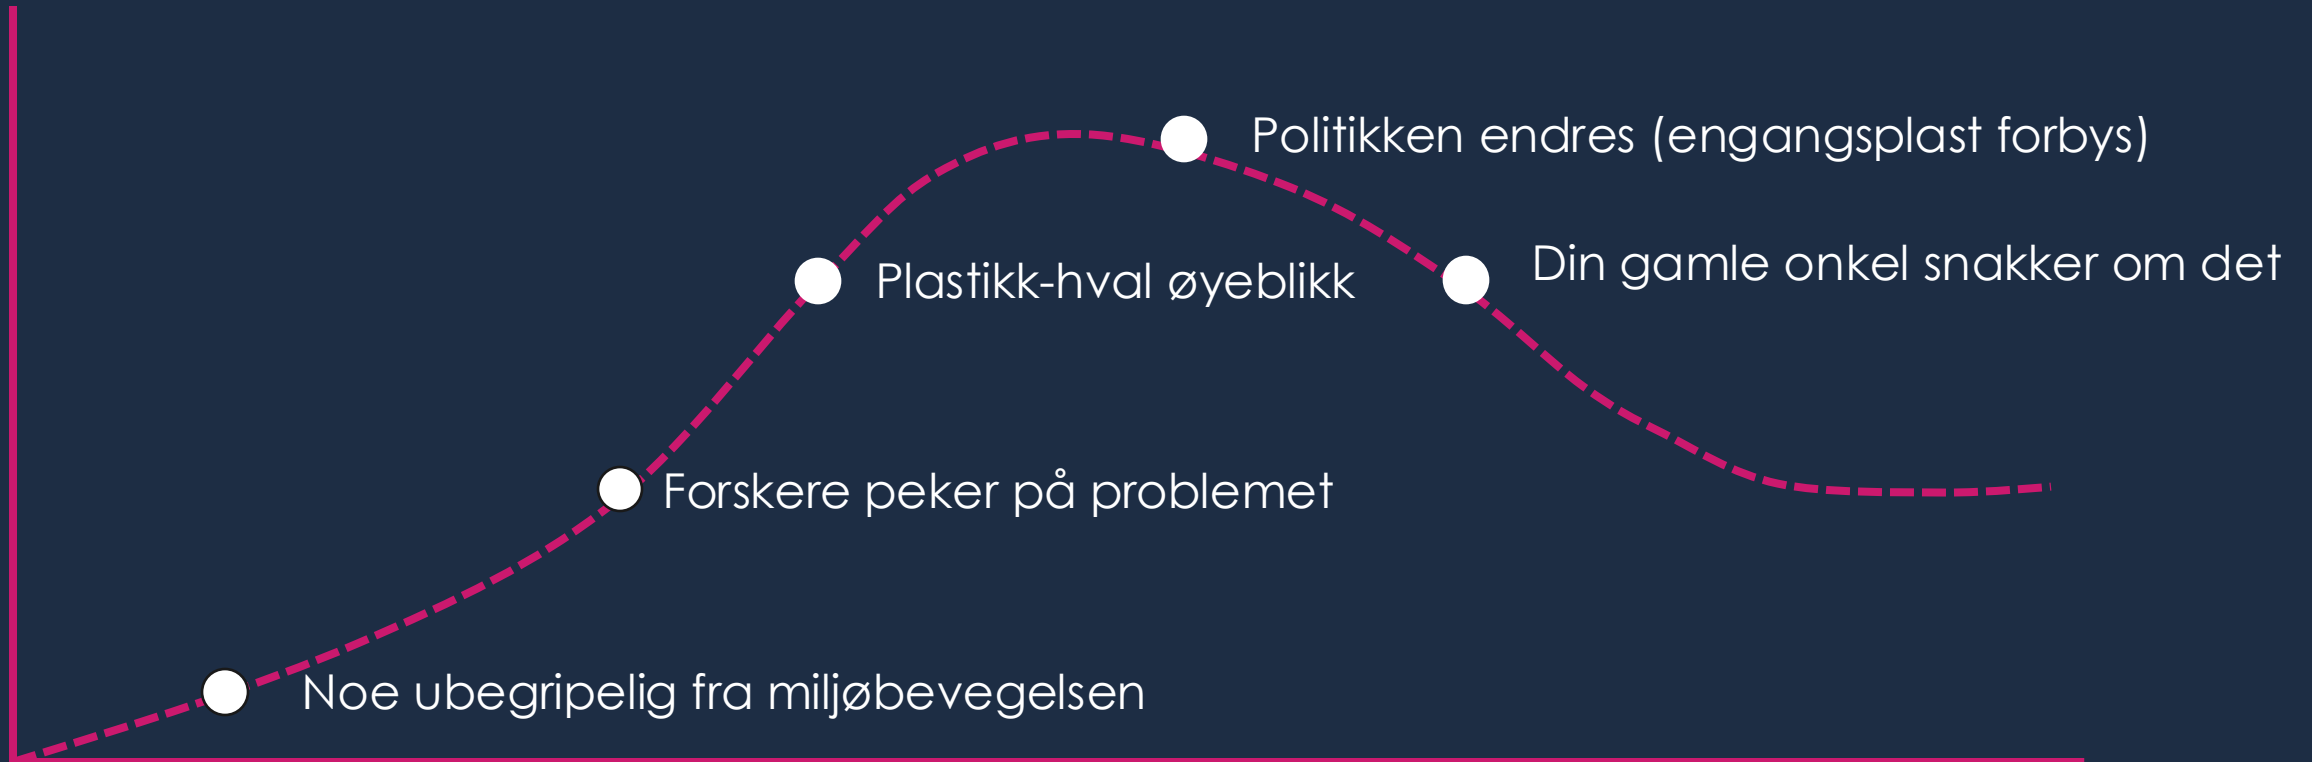 Politikken endres (engangsplast forbys)
Din gamle onkel snakker om det
Plastikk-hval øyeblikk
Forskere peker på problemet
Noe ubegripelig fra miljøbevegelsen